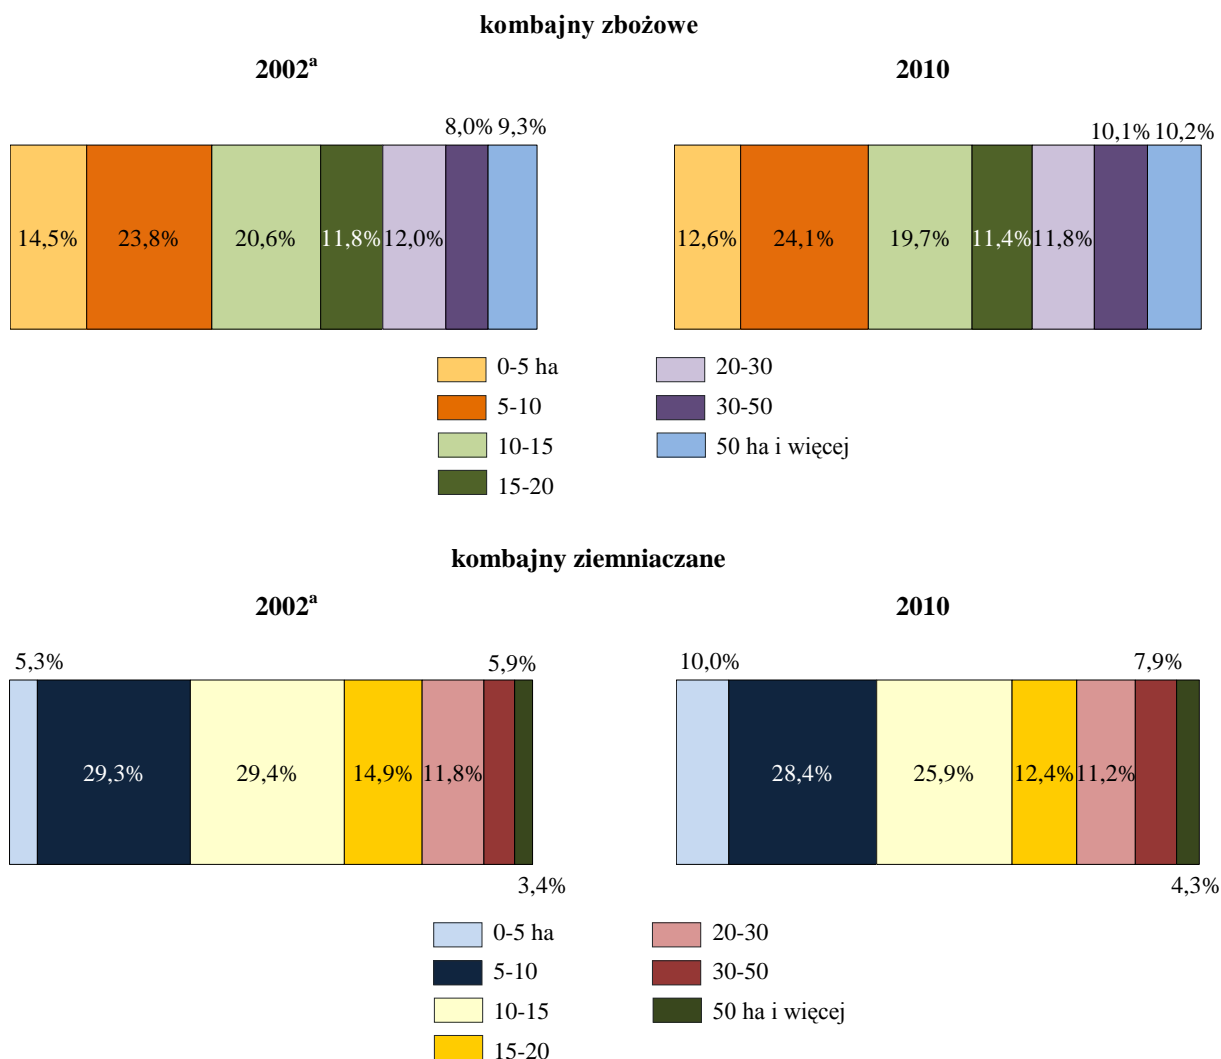 kombajny zbożowe
2002ᵃ 2010
8,0% 9,3% 10,1% 10,2%
14,5% 23,8% 20,6% 11,8% 12,0% 12,6% 24,1% 19,7% 11,4% 11,8%
0-5 ha 20-30
5-10 30-50
10-15 50 ha i więcej
15-20
kombajny ziemniaczane
2002ᵃ 2010
5,3% 5,9% 10,0% 7,9%
29,3% 29,4% 14,9% 11,8% 28,4% 25,9% 12,4% 11,2%
3,4% 4,3%
0-5 ha 20-30
5-10 30-50
10-15 50 ha i więcej
15-20